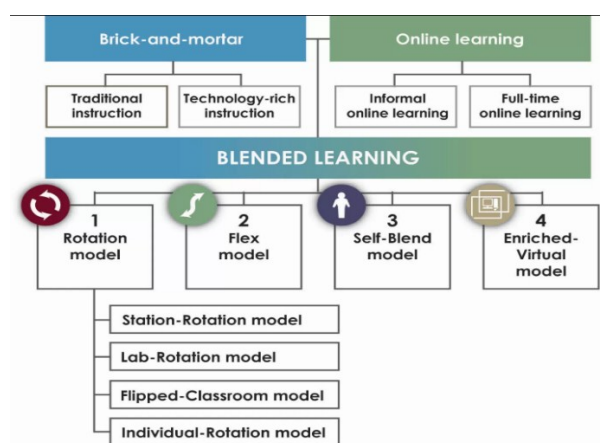 Brick-and-mortar
Online learning
Traditional
instruction
Technology-rich
instruction
Informal
online learning
Full-time
online learning
BLENDED LEARNING
1
Rotation
model
2
Flex
model
3
Self-Blend
model
4
Enriched-
Virtual model
Station-Rotation model
Lab-Rotation model
Flipped-Classroom model
Individual-Rotation model